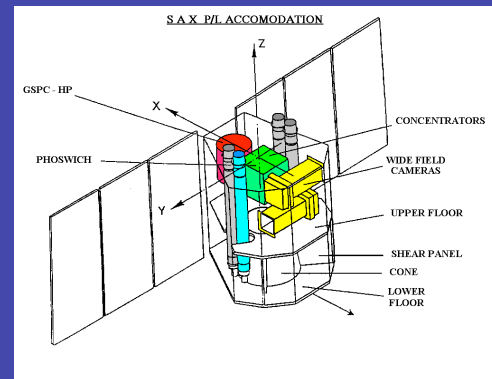 S A X P/L ACCOMODATION
Z
GSPC - HP
X
CONCENTRATORS
PHOSWICH
WIDE FIELD
CAMERAS
Y
UPPER FLOOR
SHEAR PANEL
CONE
LOWER
FLOOR